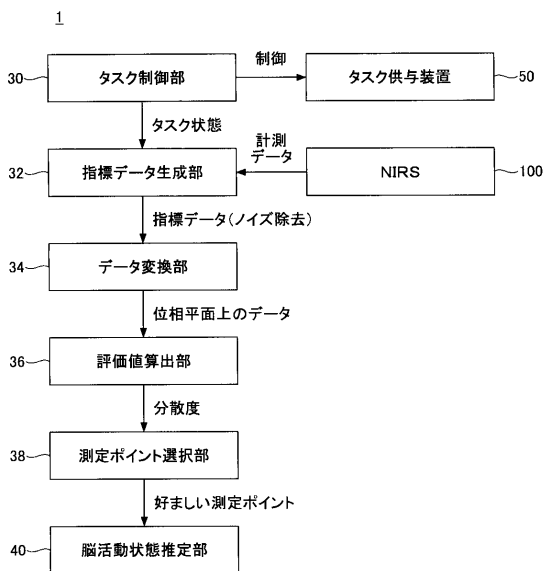 1
30 タスク制御部 制御 タスク供与装置 50
タスク状態
計測
データ
32 指標データ生成部 NIRS 100
指標データ(ノイズ除去)
34 データ変換部
位相平面上のデータ
36 評価値算出部
分散度
38 測定ポイント選択部
好ましい測定ポイント
40 脳活動状態推定部